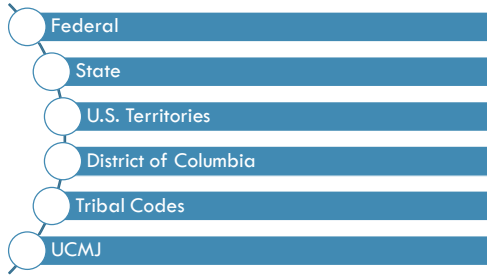 Federal
State
U.S. Territories
District of Columbia
Tribal Codes
UCMJ